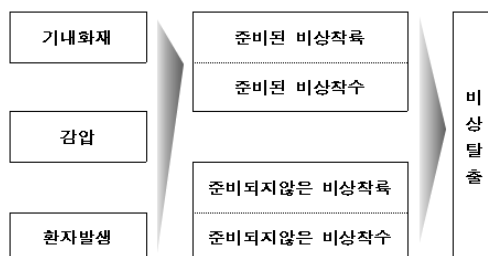 기내화재
감압
환자발생
준비된 비상착륙
준비된 비상착수
준비되지않은 비상착륙
준비되지않은 비상착수
비
상
탈
출